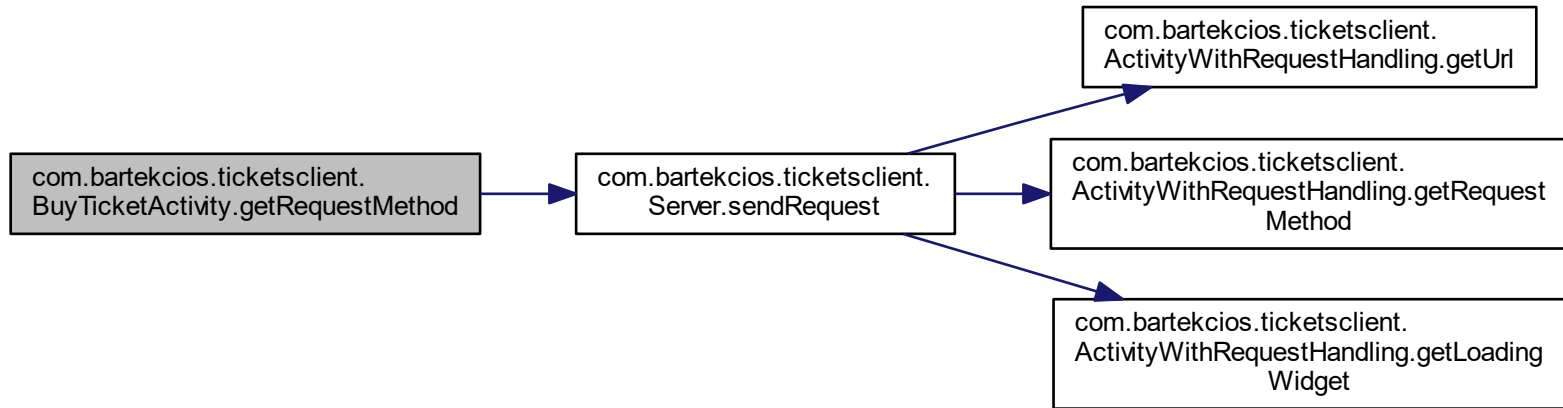 com.bartekcios.ticketsclient.
BuyTicketActivity.getRequestMethod
com.bartekcios.ticketsclient.
Server.sendRequest
com.bartekcios.ticketsclient.
ActivityWithRequestHandling.getUrl
com.bartekcios.ticketsclient.
ActivityWithRequestHandling.getRequest
Method
com.bartekcios.ticketsclient.
ActivityWithRequestHandling.getLoading
Widget